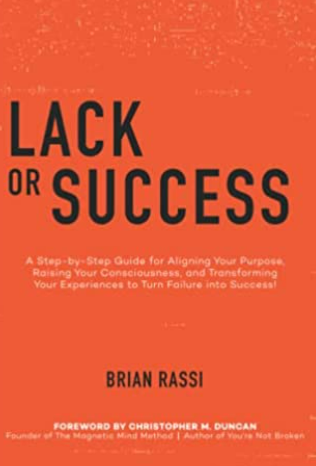 LACK
OR SUCCESS
A Step-by-Step Guide for Aligning Your Purpose,
Raising Your Consciousness, and Transforming
Your Experiences to Turn Failure into Success!
BRIAN RASSI
FOREWORD BY CHRISTOPHER M. DUNCAN
Founder of The Magnetic Mind Method | Author of You're Not Broken